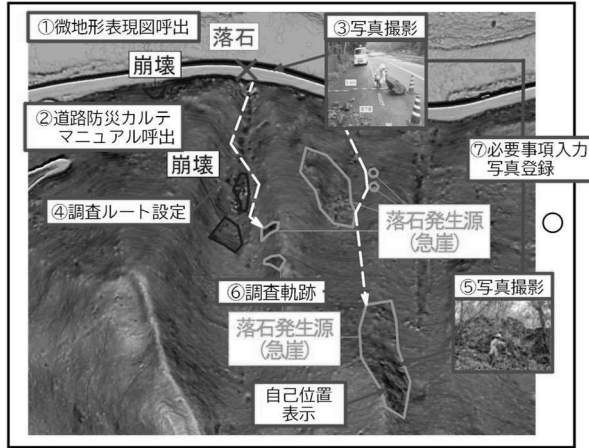 ①微地形表現図呼出
落石
③写真撮影
崩壊
②道路防災カルテ
マニュアル呼出
崩壊
⑦必要事項入力
写真登録
④調査ルート設定
落石発生源
(急崖)
⑥調査軌跡
⑤写真撮影
落石発生源
(急崖)
自己位置
表示